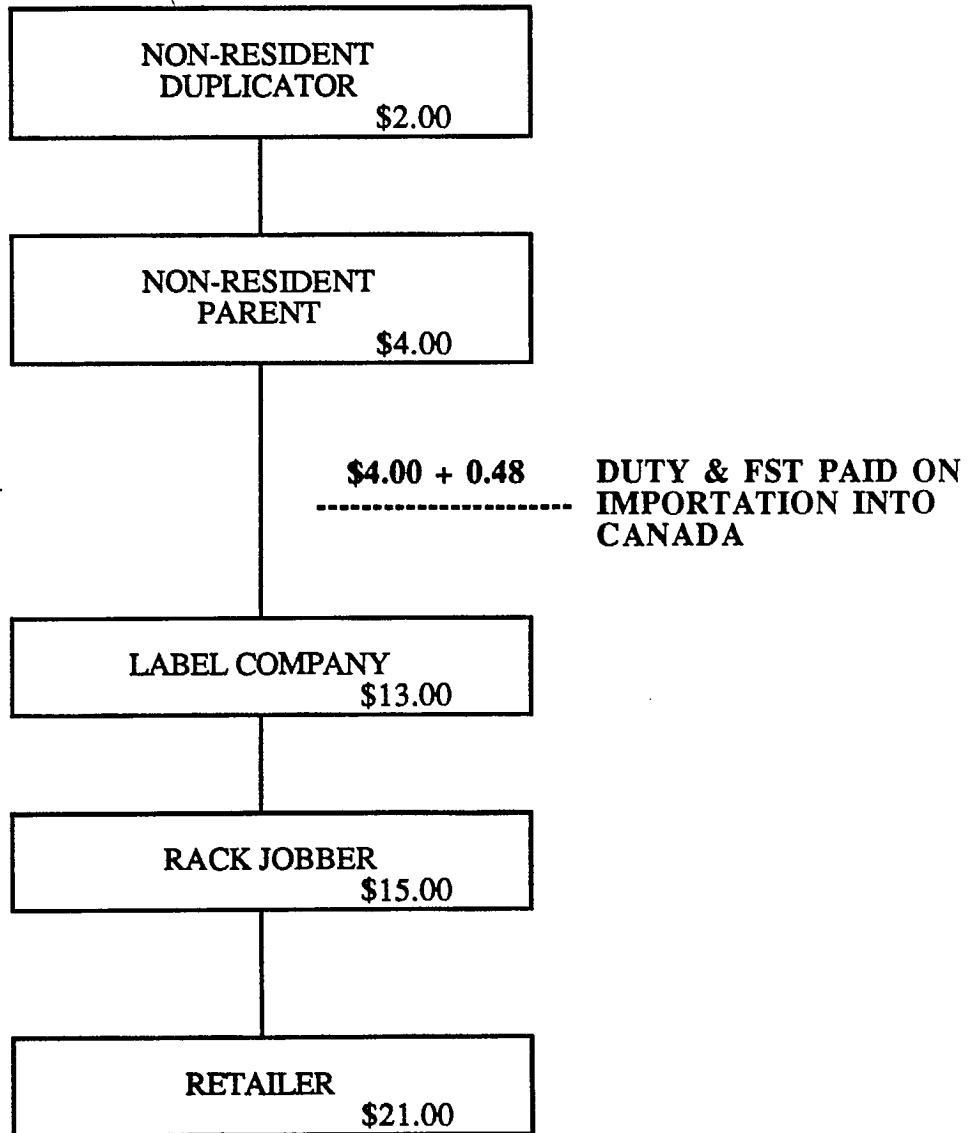 NON-RESIDENT
DUPLICATOR
$2.00
NON-RESIDENT
PARENT
$4.00
$4.00 + 0.48
DUTY & FST PAID ON
IMPORTATION INTO
CANADA
LABEL COMPANY
$13.00
RACK JOBBER
$15.00
RETAILER
$21.00